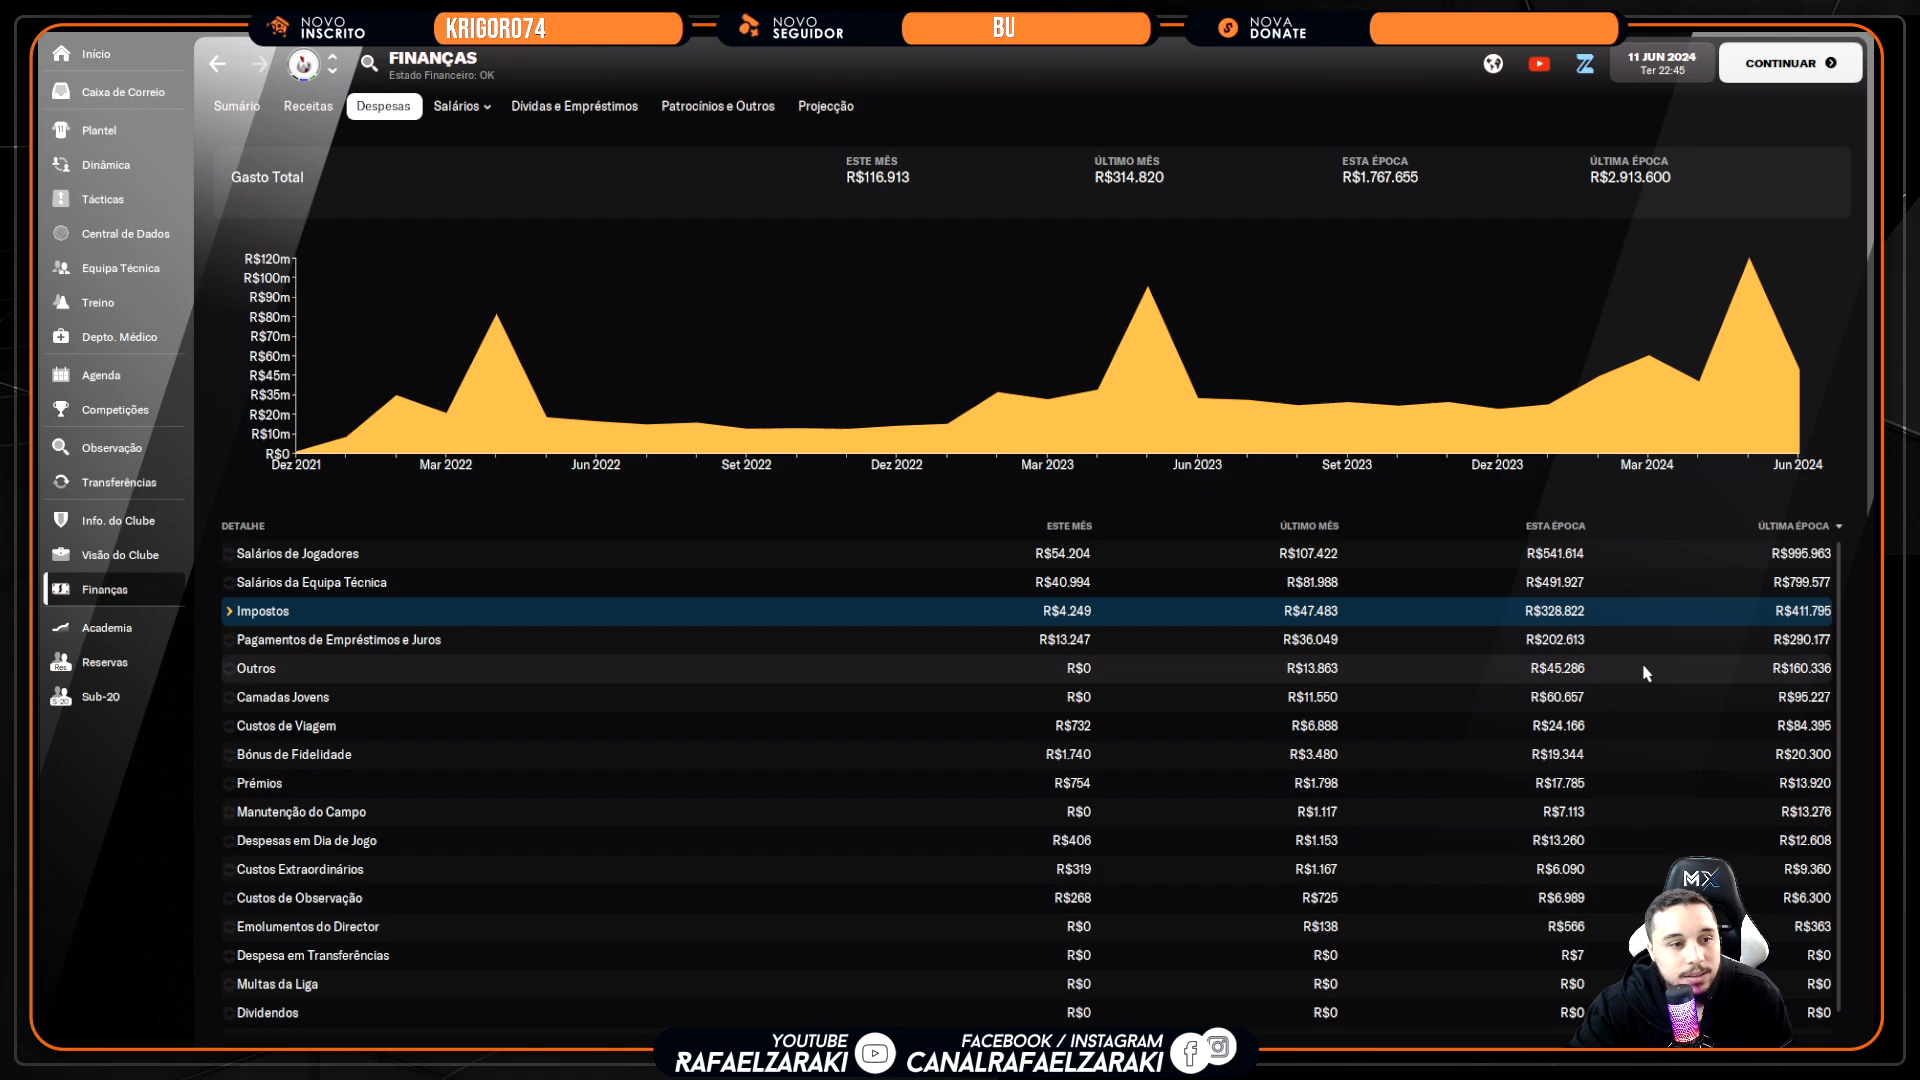 NOVO INSCRITO
KRIGORO74
NOVO SEGUIDOR
BU
NOVA DONATE
Início
Caixa de Correio
Plantel
Dinâmica
Tácticas
Central de Dados
Equipa Técnica
Treino
Depto. Médico
Agenda
Competições
Observação
Transferências
Info. do Clube
Visão do Clube
Finanças
Academia
Reservas
Sub-20
FINANÇAS
Estado Financeiro: OK
11 JUN 2024
Ter 22:45
CONTINUAR
Sumário Receitas Despesas Salários Dívidas e Empréstimos Patrocínios e Outros Projecção
Gasto Total
ESTE MÊS ÚLTIMO MÊS ESTA ÉPOCA ÚLTIMA ÉPOCA
R$116.913 R$314.820 R$1.767.655 R$2.913.600
R$120m
R$100m
R$90m
R$80m
R$70m
R$60m
R$45m
R$35m
R$20m
R$10m
R$0
Dez 2021 Mar 2022 Jun 2022 Set 2022 Dez 2022 Mar 2023 Jun 2023 Set 2023 Dez 2023 Mar 2024 Jun 2024
DETALHE ESTE MÊS ÚLTIMO MÊS ESTA ÉPOCA ÚLTIMA ÉPOCA
Salários de Jogadores R$54.204 R$107.422 R$541.614 R$995.963
Salários da Equipa Técnica R$40.994 R$81.988 R$491.927 R$799.577
Impostos R$4.249 R$47.483 R$328.822 R$411.795
Pagamentos de Empréstimos e Juros R$13.247 R$36.049 R$202.613 R$290.177
Outros R$0 R$13.863 R$45.286 R$160.336
Camadas Jovens R$0 R$11.550 R$60.657 R$95.227
Custos de Viagem R$732 R$6.888 R$24.166 R$84.395
Bónus de Fidelidade R$1.740 R$3.480 R$19.344 R$20.300
Prémios R$754 R$1.798 R$17.785 R$13.920
Manutenção do Campo R$0 R$1.117 R$7.113 R$13.276
Despesas em Dia de Jogo R$406 R$1.153 R$13.260 R$12.608
Custos Extraordinários R$319 R$1.167 R$6.090 R$9.360
Custos de Observação R$268 R$725 R$6.989 R$6.300
Emolumentos do Director R$0 R$138 R$566 R$363
Despesa em Transferências R$0 R$0 R$7 R$0
Multas da Liga R$0 R$0 R$0 R$0
Dividendos R$0 R$0 R$0 R$0
MX
YOUTUBE
RAFAELZARAKI
FACEBOOK / INSTAGRAM
CANALRAFAELZARAKI